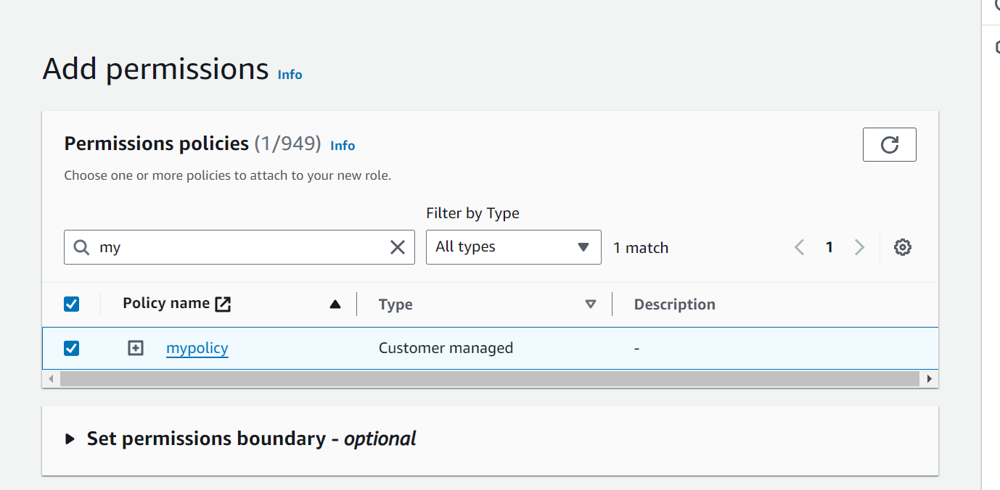 Add permissions Info
Permissions policies (1/949) Info
Choose one or more policies to attach to your new role.
Filter by Type
my
All types
1 match
1
Policy name
Type
Description
mypolicy
Customer managed
-
Set permissions boundary - optional